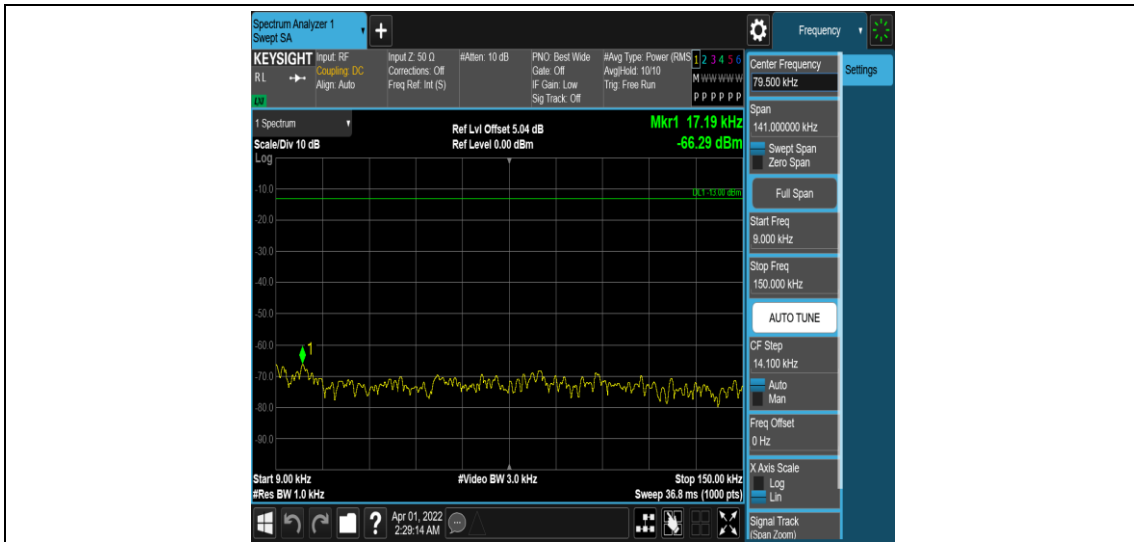 Spectrum Analyzer 1
Swept SA
Frequency
KEYSIGHT
RL
LXI
Input: RF
Coupling: DC
Align: Auto
Input Z: 50 Ω
Corrections: Off
Freq Ref: Int (S)
#Atten: 10 dB
PNO: Best Wide
Gate: Off
IF Gain: Low
Sig Track: Off
#Avg Type: Power (RMS
Avg|Hold: 10/10
Trig: Free Run
1 2 3 4 5 6
M W W W W W
P P P P P P
1 Spectrum
Scale/Div 10 dB
Log
Ref Lvl Offset 5.04 dB
Ref Level 0.00 dBm
Mkr1 17.19 kHz
-66.29 dBm
DL1 -13.00 dBm
-10.0
-20.0
-30.0
-40.0
-50.0
-60.0
-70.0
-80.0
-90.0
1
Start 9.00 kHz
#Res BW 1.0 kHz
#Video BW 3.0 kHz
Stop 150.00 kHz
Sweep 36.8 ms (1000 pts)
Apr 01, 2022
2:29:14 AM
Center Frequency
79.500 kHz
Settings
Span
141.000000 kHz
Swept Span
Zero Span
Full Span
Start Freq
9.000 kHz
Stop Freq
150.000 kHz
AUTO TUNE
CF Step
14.100 kHz
Auto
Man
Freq Offset
0 Hz
X Axis Scale
Log
Lin
Signal Track
(Span Zoom)